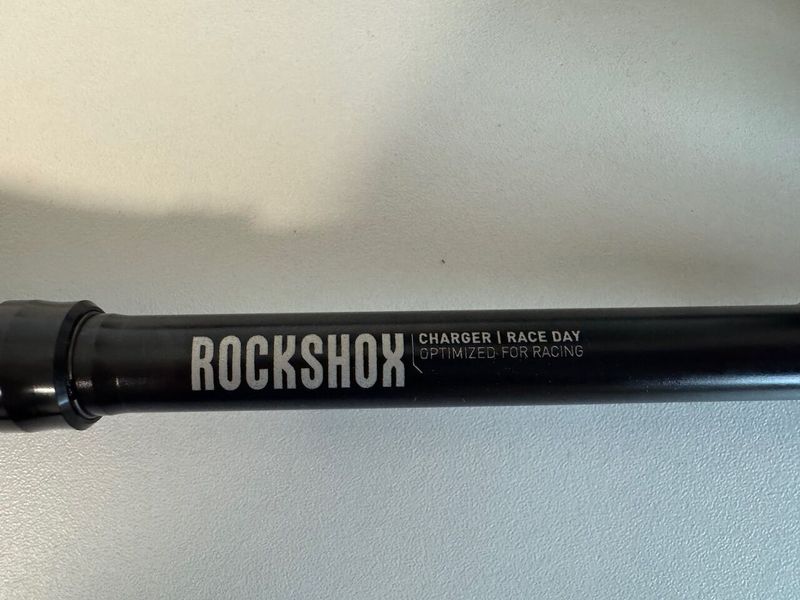 ROCKSHOX
CHARGER | RACE DAY
OPTIMIZED FOR RACING